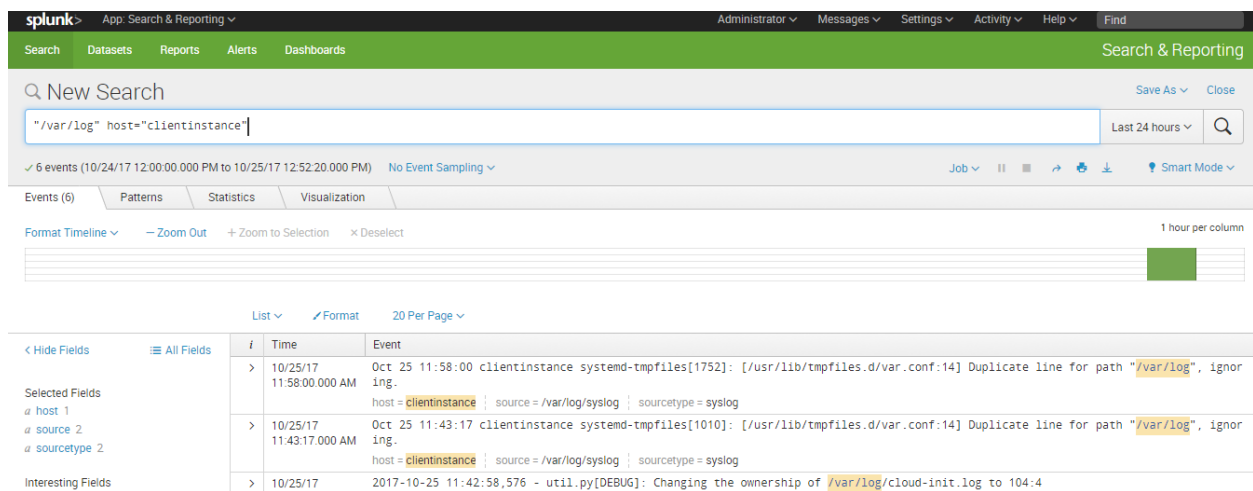 splunk> App: Search & Reporting Administrator Messages Settings Activity Help Find
Search Datasets Reports Alerts Dashboards Search & Reporting
New Search Save As Close
"/var/log" host="clientinstance" Last 24 hours
✓ 6 events (10/24/17 12:00:00.000 PM to 10/25/17 12:52:20.000 PM) No Event Sampling Job Smart Mode
Events (6) Patterns Statistics Visualization
Format Timeline — Zoom Out + Zoom to Selection × Deselect 1 hour per column
List Format 20 Per Page
< Hide Fields All Fields i Time Event
> 10/25/17 Oct 25 11:58:00 clientinstance systemd-tmpfiles[1752]: [/usr/lib/tmpfiles.d/var.conf:14] Duplicate line for path "/var/log", ignor
11:58:00.000 AM ing.
Selected Fields host = clientinstance source = /var/log/syslog sourcetype = syslog
a host 1
a source 2 > 10/25/17 Oct 25 11:43:17 clientinstance systemd-tmpfiles[1010]: [/usr/lib/tmpfiles.d/var.conf:14] Duplicate line for path "/var/log", ignor
a sourcetype 2 11:43:17.000 AM ing.
host = clientinstance source = /var/log/syslog sourcetype = syslog
Interesting Fields > 10/25/17 2017-10-25 11:42:58,576 - util.py[DEBUG]: Changing the ownership of /var/log/cloud-init.log to 104:4